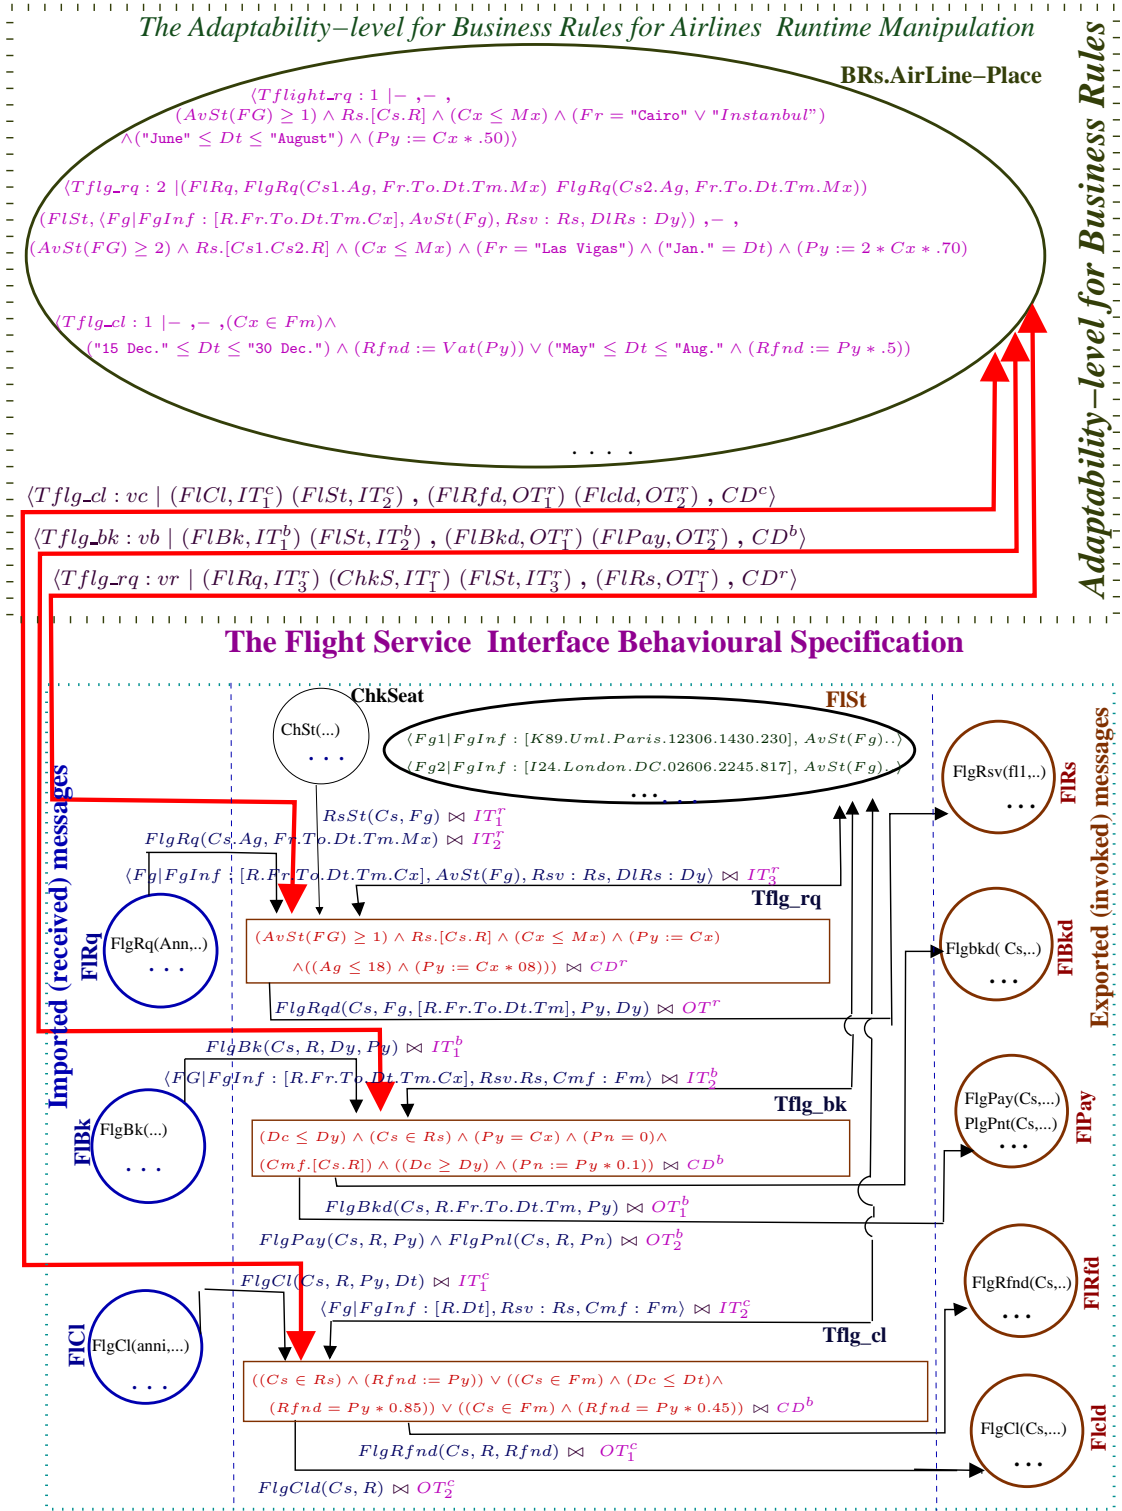 The Adaptability–level for Business Rules for Airlines Runtime Manipulation
BRs.AirLine–Place
Adaptability–level for Business Rules
⟨Tflight_rq : 1 |− ,− ,
(AvSt(FG) ≥ 1) ∧ Rs.[Cs.R] ∧ (Cx ≤ Mx) ∧ (Fr = "Cairo" ∨ "Instanbul")
∧("June" ≤ Dt ≤ "August") ∧ (Py := Cx ∗ .50)⟩
⟨Tflg_rq : 2 |(FlRq, FlgRq(Cs1.Ag, Fr.To.Dt.Tm.Mx) FlgRq(Cs2.Ag, Fr.To.Dt.Tm.Mx))
(FlSt, ⟨Fg|FgInf : [R.Fr.To.Dt.Tm.Cx], AvSt(Fg), Rsv : Rs, DlRs : Dy⟩) ,− ,
(AvSt(FG) ≥ 2) ∧ Rs.[Cs1.Cs2.R] ∧ (Cx ≤ Mx) ∧ (Fr = "Las Vigas") ∧ ("Jan." = Dt) ∧ (Py := 2 ∗ Cx ∗ .70)⟩
⟨Tflg_cl : 1 |− ,− ,(Cx ∈ Fm)∧
("15 Dec." ≤ Dt ≤ "30 Dec.") ∧ (Rfnd := Vat(Py)) ∨ ("May" ≤ Dt ≤ "Aug." ∧ (Rfnd := Py ∗ .5))⟩
. . . .
⟨Tflg_cl : vc | (FlCl, IT₁ᶜ) (FlSt, IT₂ᶜ) , (FlRfd, OT₁ʳ) (Flcld, OT₂ʳ) , CDᶜ⟩
⟨Tflg_bk : vb | (FlBk, IT₁ᵇ) (FlSt, IT₂ᵇ) , (FlBkd, OT₁ʳ) (FlPay, OT₂ʳ) , CDᵇ⟩
⟨Tflg_rq : vr | (FlRq, IT₃ʳ) (ChkS, IT₁ʳ) (FlSt, IT₃ʳ) , (FlRs, OT₁ʳ) , CDʳ⟩
The Flight Service Interface Behavioural Specification
Imported (received) messages
Exported (invoked) messages
ChkSeat
FlSt
ChSt(...)
. . .
⟨Fg1|FgInf : [K89.Uml.Paris.12306.1430.230], AvSt(Fg)..⟩
⟨Fg2|FgInf : [I24.London.DC.02606.2245.817], AvSt(Fg)..⟩
... . . .
FlgRsv(fl1,..)
...
FlRs
RsSt(Cs, Fg) ⋈ IT₁ʳ
FlgRq(Cs.Ag, Fr.To.Dt.Tm.Mx) ⋈ IT₂ʳ
⟨Fg|FgInf : [R.Fr.To.Dt.Tm.Cx], AvSt(Fg), Rsv : Rs, DlRs : Dy⟩ ⋈ IT₃ʳ
Tflg_rq
FlRq
FlgRq(Ann,..)
. . .
(AvSt(FG) ≥ 1) ∧ Rs.[Cs.R] ∧ (Cx ≤ Mx) ∧ (Py := Cx)
∧((Ag ≤ 18) ∧ (Py := Cx ∗ 08))) ⋈ CDʳ
Flgbkd( Cs,..)
...
FlBkd
FlgRqd(Cs, Fg, [R.Fr.To.Dt.Tm], Py, Dy) ⋈ OTʳ
FlgBk(Cs, R, Dy, Py) ⋈ IT₁ᵇ
⟨FG|FgInf : [R.Fr.To.Dt.Tm.Cx], Rsv.Rs, Cmf : Fm⟩ ⋈ IT₂ᵇ
Tflg_bk
FlBk
FlgBk(...)
. . .
(Dc ≤ Dy) ∧ (Cs ∈ Rs) ∧ (Py = Cx) ∧ (Pn = 0)∧
(Cmf.[Cs.R]) ∧ ((Dc ≥ Dy) ∧ (Pn := Py ∗ 0.1)) ⋈ CDᵇ
FlgPay(Cs,...)
PlgPnt(Cs,...)
...
FlPay
FlgBkd(Cs, R.Fr.To.Dt.Tm, Py) ⋈ OT₁ᵇ
FlgPay(Cs, R, Py) ∧ FlgPnl(Cs, R, Pn) ⋈ OT₂ᵇ
FlgCl(Cs, R, Py, Dt) ⋈ IT₁ᶜ
⟨Fg|FgInf : [R.Dt], Rsv : Rs, Cmf : Fm⟩ ⋈ IT₂ᶜ
Tflg_cl
FlgRfnd(Cs,..)
...
FlRfd
FlCl
FlgCl(anni,...)
. . .
((Cs ∈ Rs) ∧ (Rfnd := Py)) ∨ ((Cs ∈ Fm) ∧ (Dc ≤ Dt)∧
(Rfnd = Py ∗ 0.85)) ∨ ((Cs ∈ Fm) ∧ (Rfnd = Py ∗ 0.45)) ⋈ CDᵇ
FlgCl(Cs,...)
...
Flcld
FlgRfnd(Cs, R, Rfnd) ⋈ OT₁ᶜ
FlgCld(Cs, R) ⋈ OT₂ᶜ